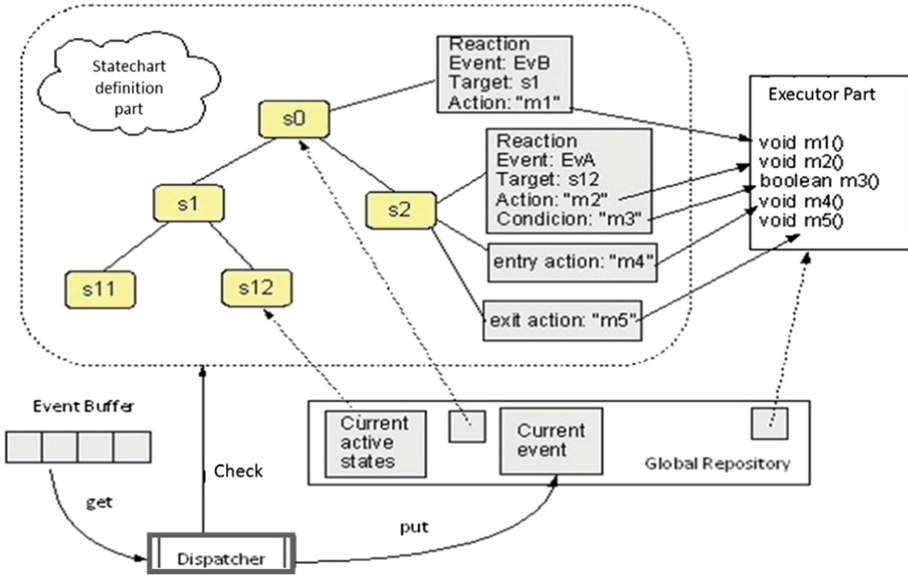 Statechart
definition
part
Reaction
Event: EvB
Target: s1
Action: "m1"
s0
Executor Part
void m1()
void m2()
boolean m3()
void m4()
void m5()
Reaction
Event: EvA
Target: s12
Action: "m2"
Condicion: "m3"
s1
s2
entry action: "m4"
s11
s12
exit action: "m5"
Event Buffer
Current
active
states
Current
event
Global Repository
Check
get
put
Dispatcher